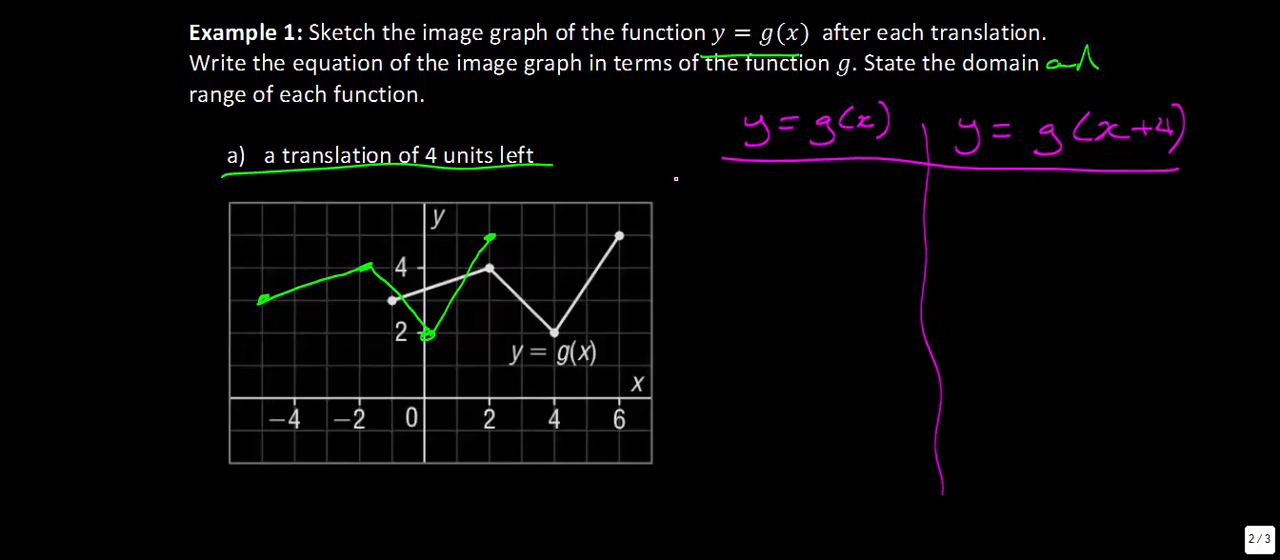 Example 1: Sketch the image graph of the function y = g(x) after each translation.
Write the equation of the image graph in terms of the function g. State the domain and
range of each function.
y = g(x) y = g(x+4)
a) a translation of 4 units left
y
4
2
y = g(x)
x
−4 −2 0 2 4 6
2 / 3